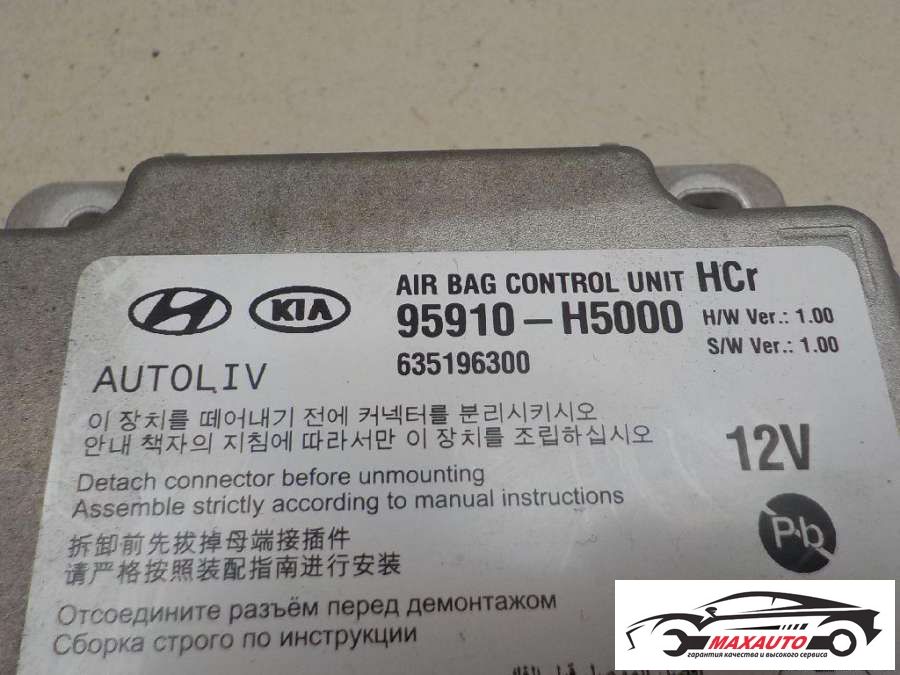 AIR BAG CONTROL UNIT HCr
KIA
95910-H5000
H/W Ver.: 1.00
S/W Ver.: 1.00
635196300
AUTOLIV
이 장치를 떼어내기 전에 커넥터를 분리시키시오
안내 책자의 지침에 따라서만 이 장치를 조립하십시오
12V
Detach connector before unmounting
Assemble strictly according to manual instructions
Pb
拆卸前先拔掉母端接插件
请严格按照装配指南进行安装
Отсоедините разъём перед демонтажом
Сборка строго по инструкции
MAXAUTO
гарантия качества и высокого сервиса